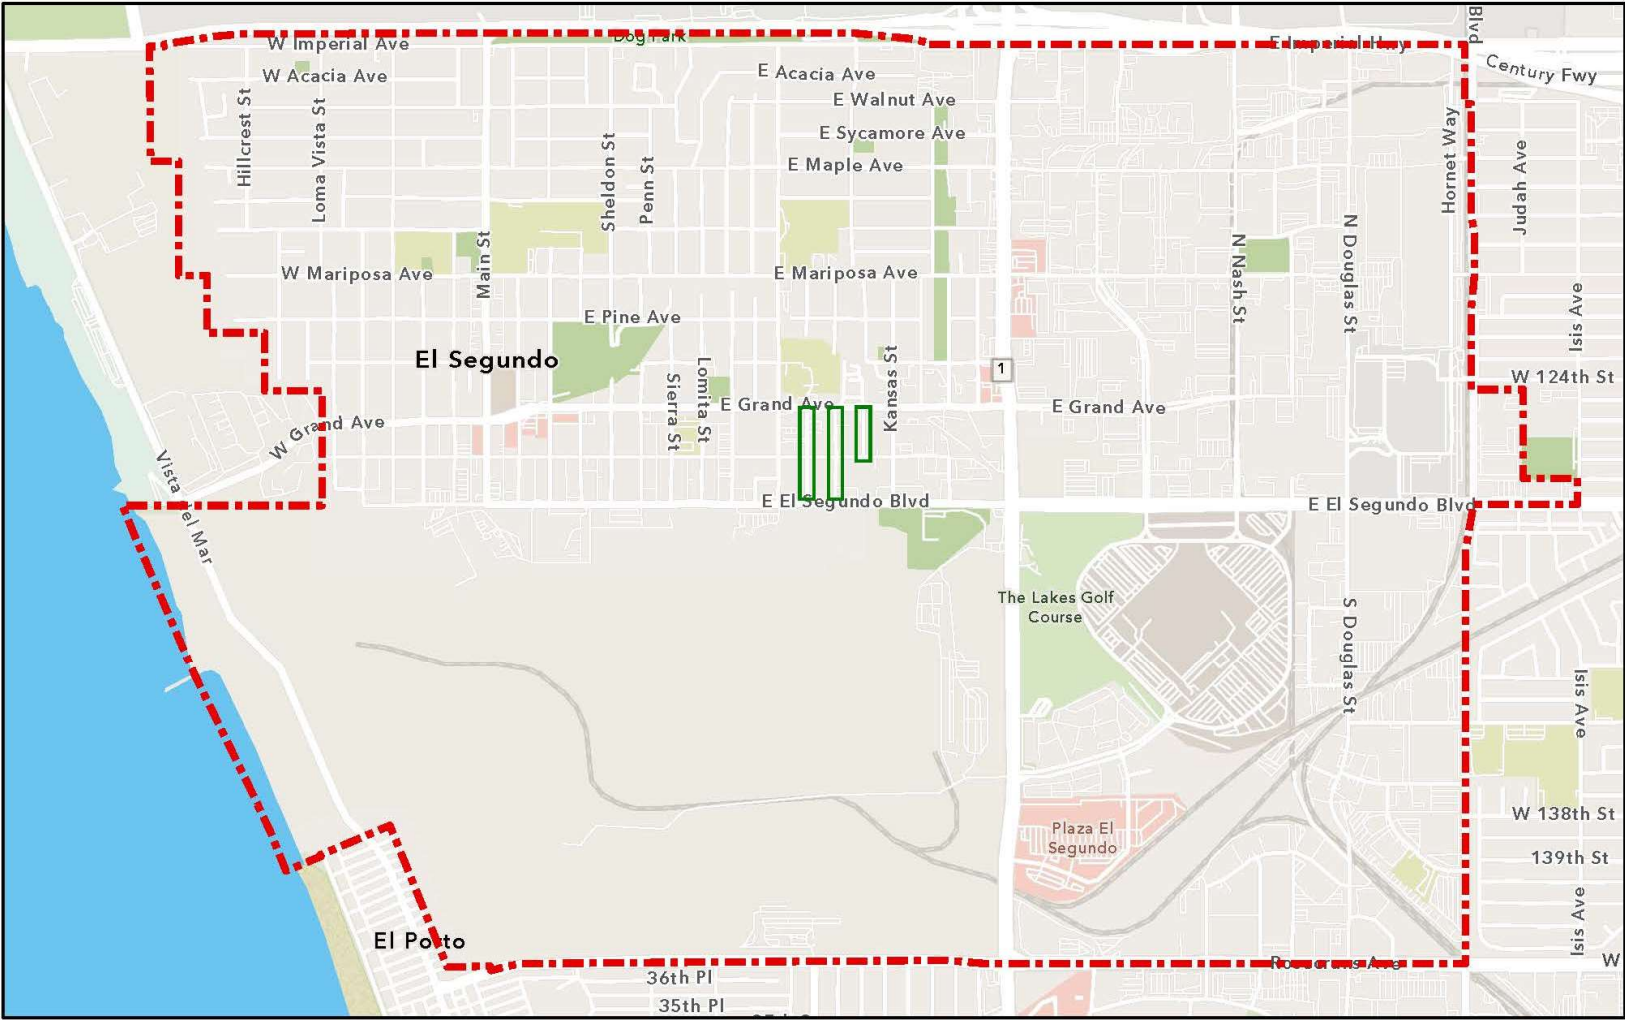 Dog Park
W Imperial Ave
E Imperial Hwy
Blvd
Century Fwy
W Acacia Ave
E Acacia Ave
E Walnut Ave
E Sycamore Ave
E Maple Ave
Hillcrest St
Loma Vista St
Sheldon St
Penn St
Hornet Way
Judah Ave
Main St
W Mariposa Ave
E Mariposa Ave
N Nash St
N Douglas St
Isis Ave
E Pine Ave
El Segundo
1
W 124th St
Sierra St
Lomita St
Kansas St
E Grand Ave
E Grand Ave
W Grand Ave
Vista del Mar
E El Segundo Blvd
E El Segundo Blvd
The Lakes Golf
Course
S Douglas St
Isis Ave
Plaza El
Segundo
W 138th St
139th St
Isis Ave
El Porto
Rosecrans Ave
W
36th Pl
35th Pl